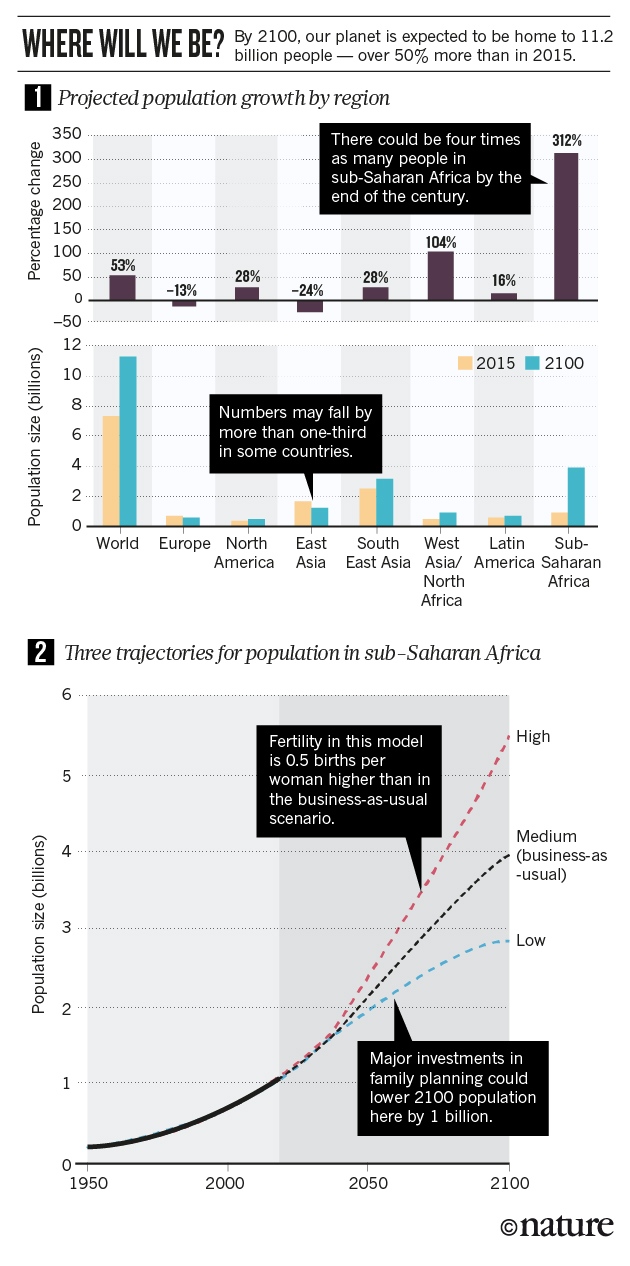 WHERE WILL WE BE?
By 2100, our planet is expected to be home to 11.2
billion people — over 50% more than in 2015.
1 Projected population growth by region
Percentage change
350
300
250
200
150
100
50
0
–50
There could be four times
as many people in
sub-Saharan Africa by the
end of the century.
53%
–13%
28%
–24%
28%
104%
16%
312%
Population size (billions)
12
10
8
6
4
2
0
2015
2100
Numbers may fall by
more than one-third
in some countries.
World
Europe
North
America
East
Asia
South
East Asia
West
Asia/
North
Africa
Latin
America
Sub-
Saharan
Africa
2 Three trajectories for population in sub-Saharan Africa
Population size (billions)
6
5
4
3
2
1
0
Fertility in this model
is 0.5 births per
woman higher than in
the business-as-usual
scenario.
High
Medium
(business-as
-usual)
Low
Major investments in
family planning could
lower 2100 population
here by 1 billion.
1950
2000
2050
2100
©nature